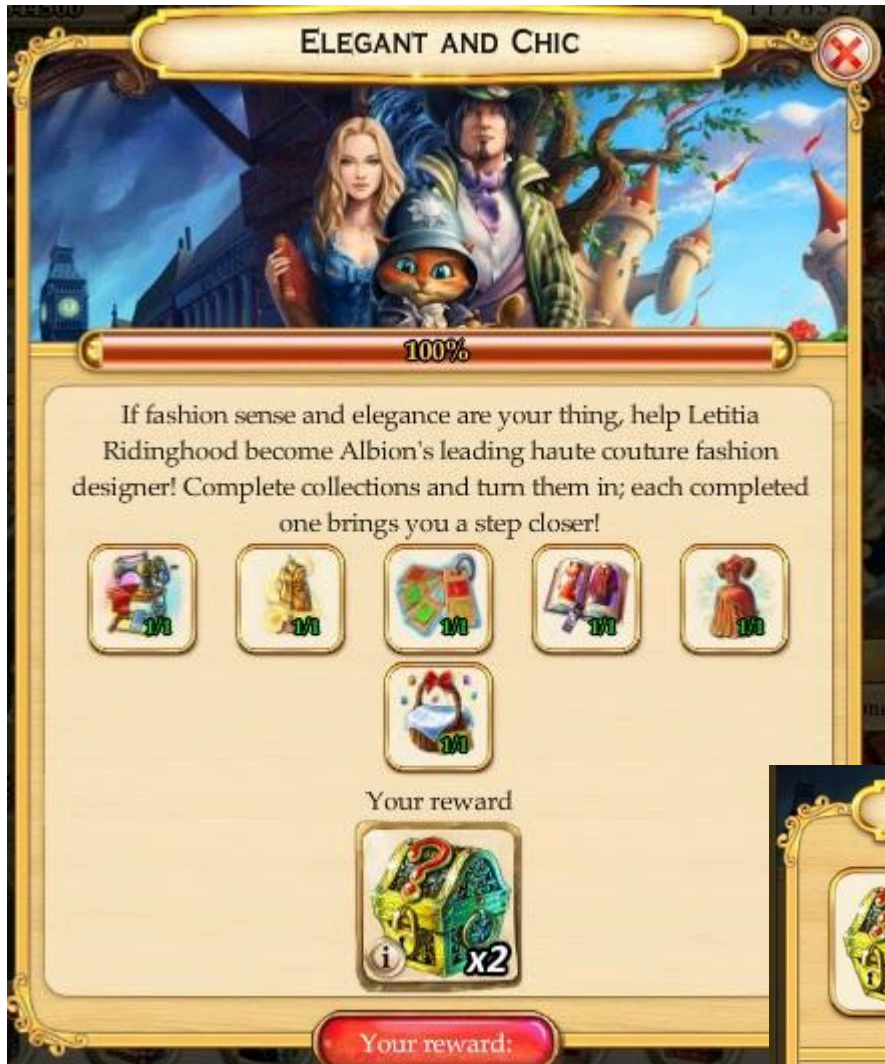 ELEGANT AND CHIC
100%
If fashion sense and elegance are your thing, help Letitia
Ridinghood become Albion's leading haute couture fashion
designer! Complete collections and turn them in; each completed
one brings you a step closer!
1/1 1/1 1/1 1/1 1/1
1/1
Your reward
i x2
Your reward: